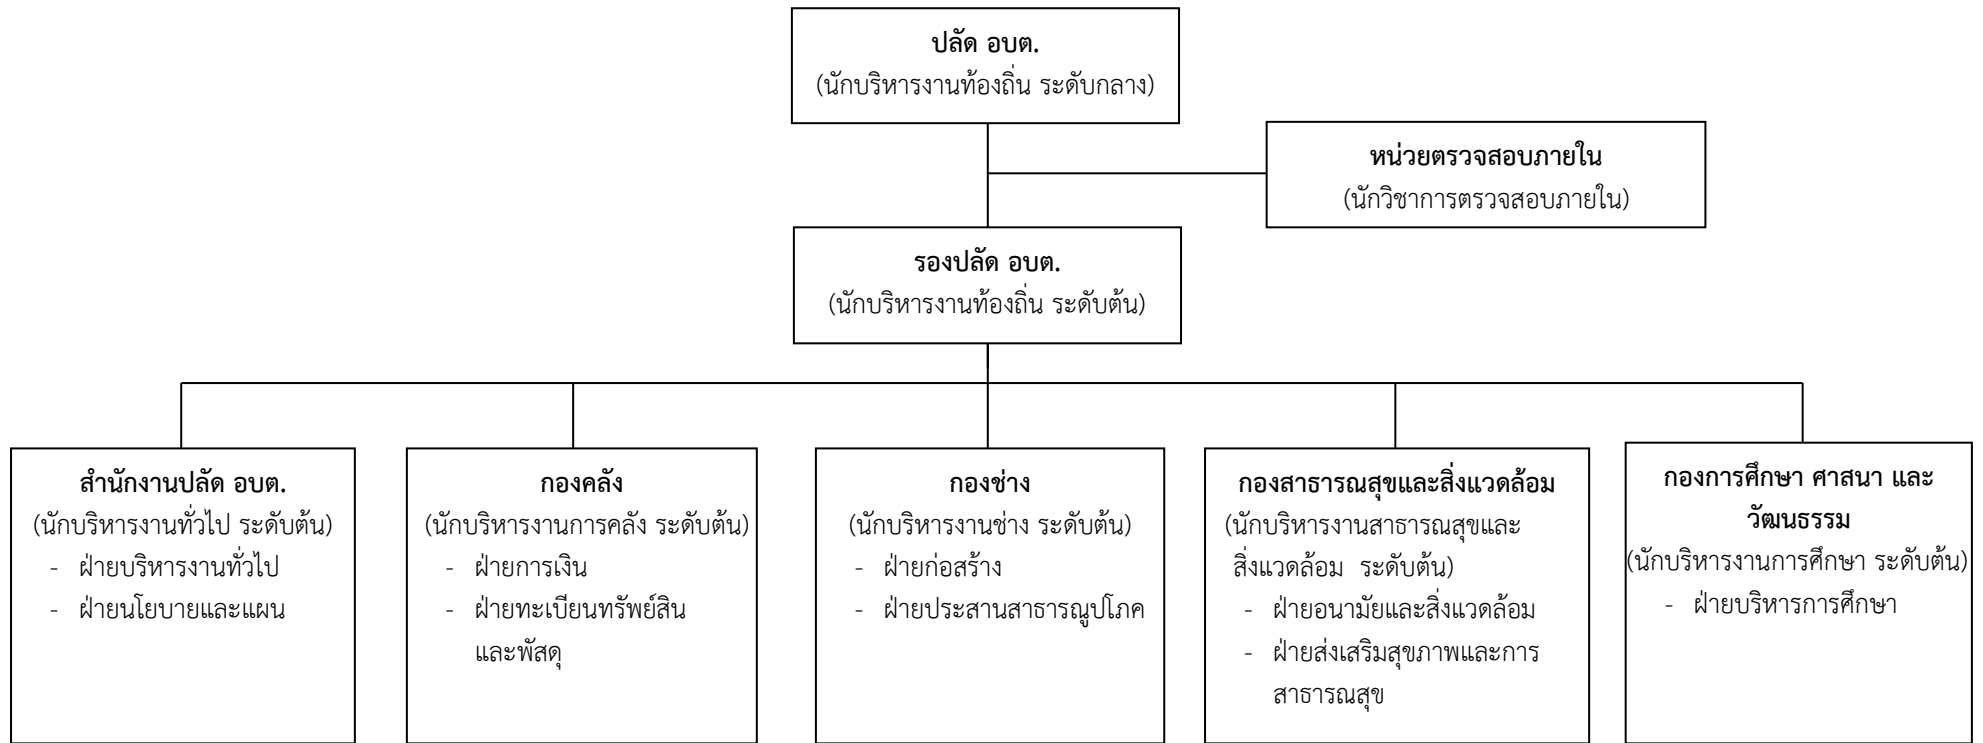 ปลัด อบต.
(นักบริหารงานท้องถิ่น ระดับกลาง)
หน่วยตรวจสอบภายใน
(นักวิชาการตรวจสอบภายใน)
รองปลัด อบต.
(นักบริหารงานท้องถิ่น ระดับต้น)
สำนักงานปลัด อบต.
(นักบริหารงานทั่วไป ระดับต้น)
- ฝ่ายบริหารงานทั่วไป
- ฝ่ายนโยบายและแผน
กองคลัง
(นักบริหารงานการคลัง ระดับต้น)
- ฝ่ายการเงิน
- ฝ่ายทะเบียนทรัพย์สิน
และพัสดุ
กองช่าง
(นักบริหารงานช่าง ระดับต้น)
- ฝ่ายก่อสร้าง
- ฝ่ายประสานสาธารณูปโภค
กองสาธารณสุขและสิ่งแวดล้อม
(นักบริหารงานสาธารณสุขและ
สิ่งแวดล้อม ระดับต้น)
- ฝ่ายอนามัยและสิ่งแวดล้อม
- ฝ่ายส่งเสริมสุขภาพและการ
สาธารณสุข
กองการศึกษา ศาสนา และ
วัฒนธรรม
(นักบริหารงานการศึกษา ระดับต้น)
- ฝ่ายบริหารการศึกษา